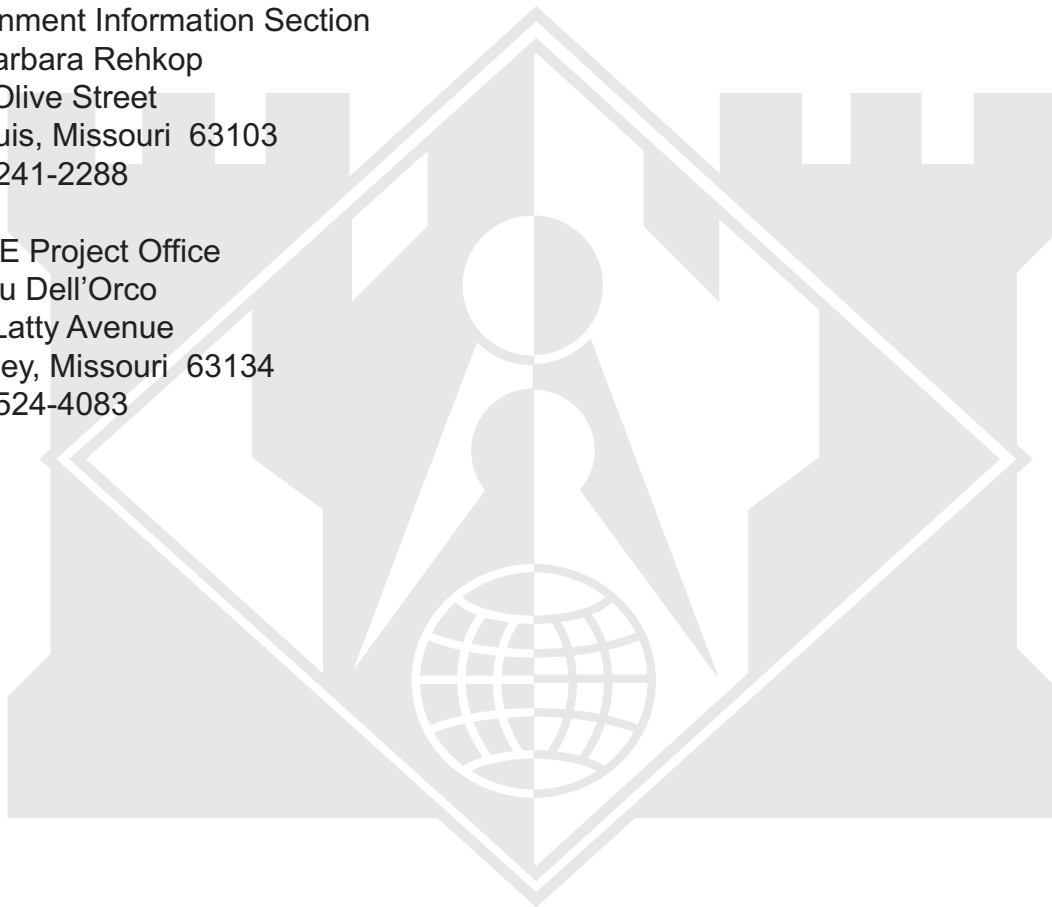 nment Information Section
arbara Rehkop
Olive Street
uis, Missouri  63103
241-2288
E Project Office
u Dell’Orco
Latty Avenue
ey, Missouri  63134
524-4083